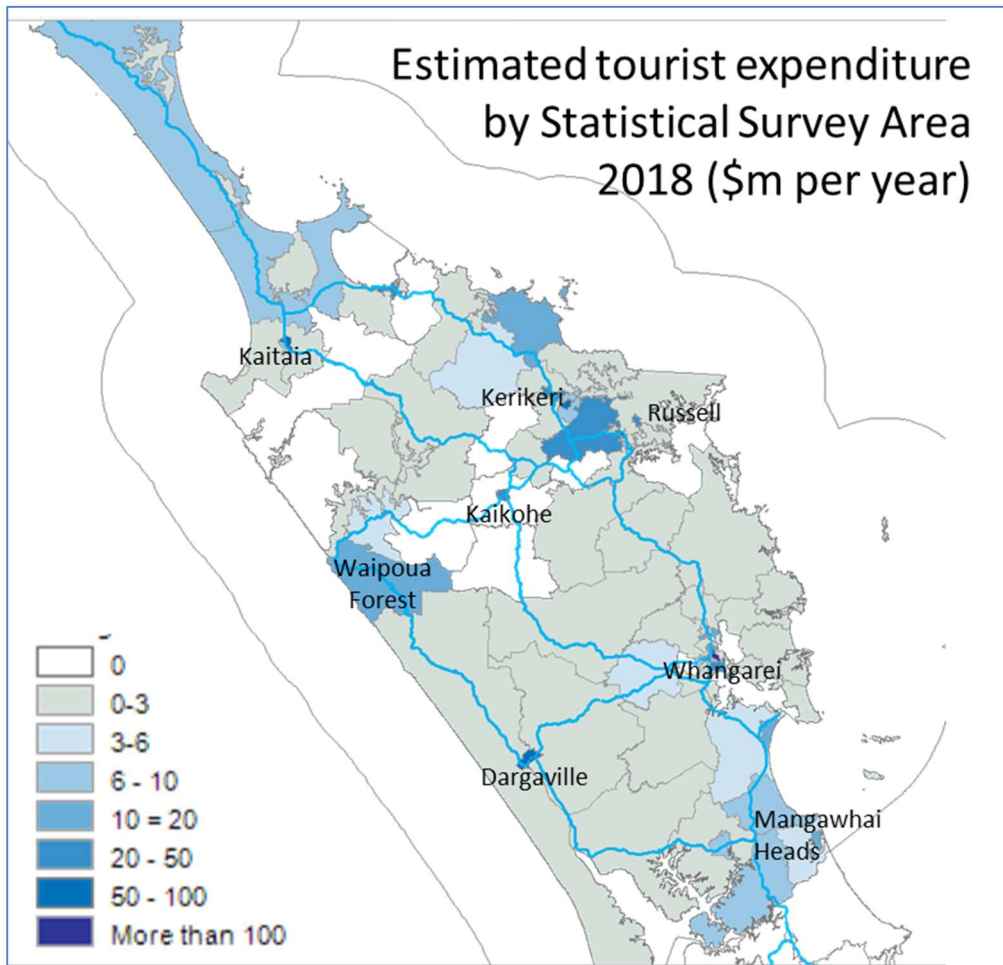 Estimated tourist expenditure
by Statistical Survey Area
2018 ($m per year)
Kaitaia
Kerikeri
Russell
Kaikohe
Waipoua
Forest
Whangarei
Dargaville
Mangawhai
Heads
0
0-3
3-6
6 - 10
10 = 20
20 - 50
50 - 100
More than 100